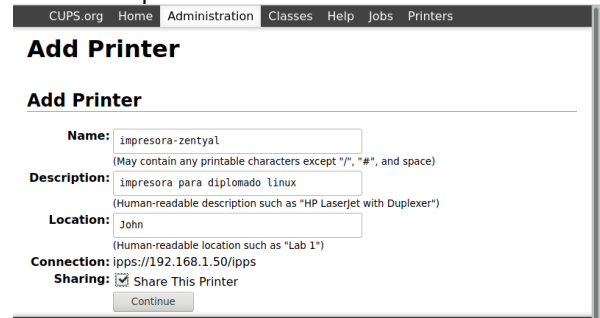 CUPS.org Home Administration Classes Help Jobs Printers
Add Printer
Add Printer
Name: impresora-zentyal
(May contain any printable characters except "/", "#", and space)
Description: impresora para diplomado linux
(Human-readable description such as "HP LaserJet with Duplexer")
Location: John
(Human-readable location such as "Lab 1")
Connection: ipps://192.168.1.50/ipps
Sharing: Share This Printer
Continue